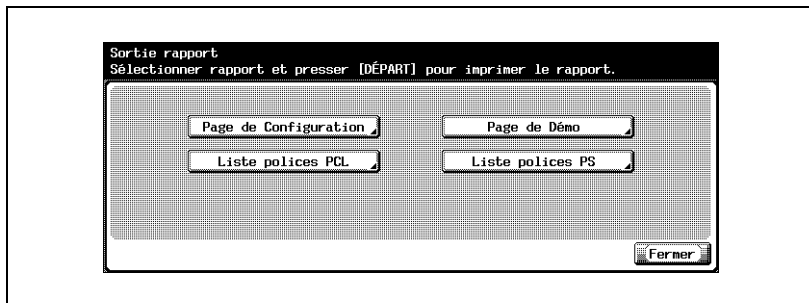 Sortie rapport
Sélectionner rapport et presser [DÉPART] pour imprimer le rapport.
Page de Configuration Page de Démo
Liste polices PCL Liste polices PS
Fermer